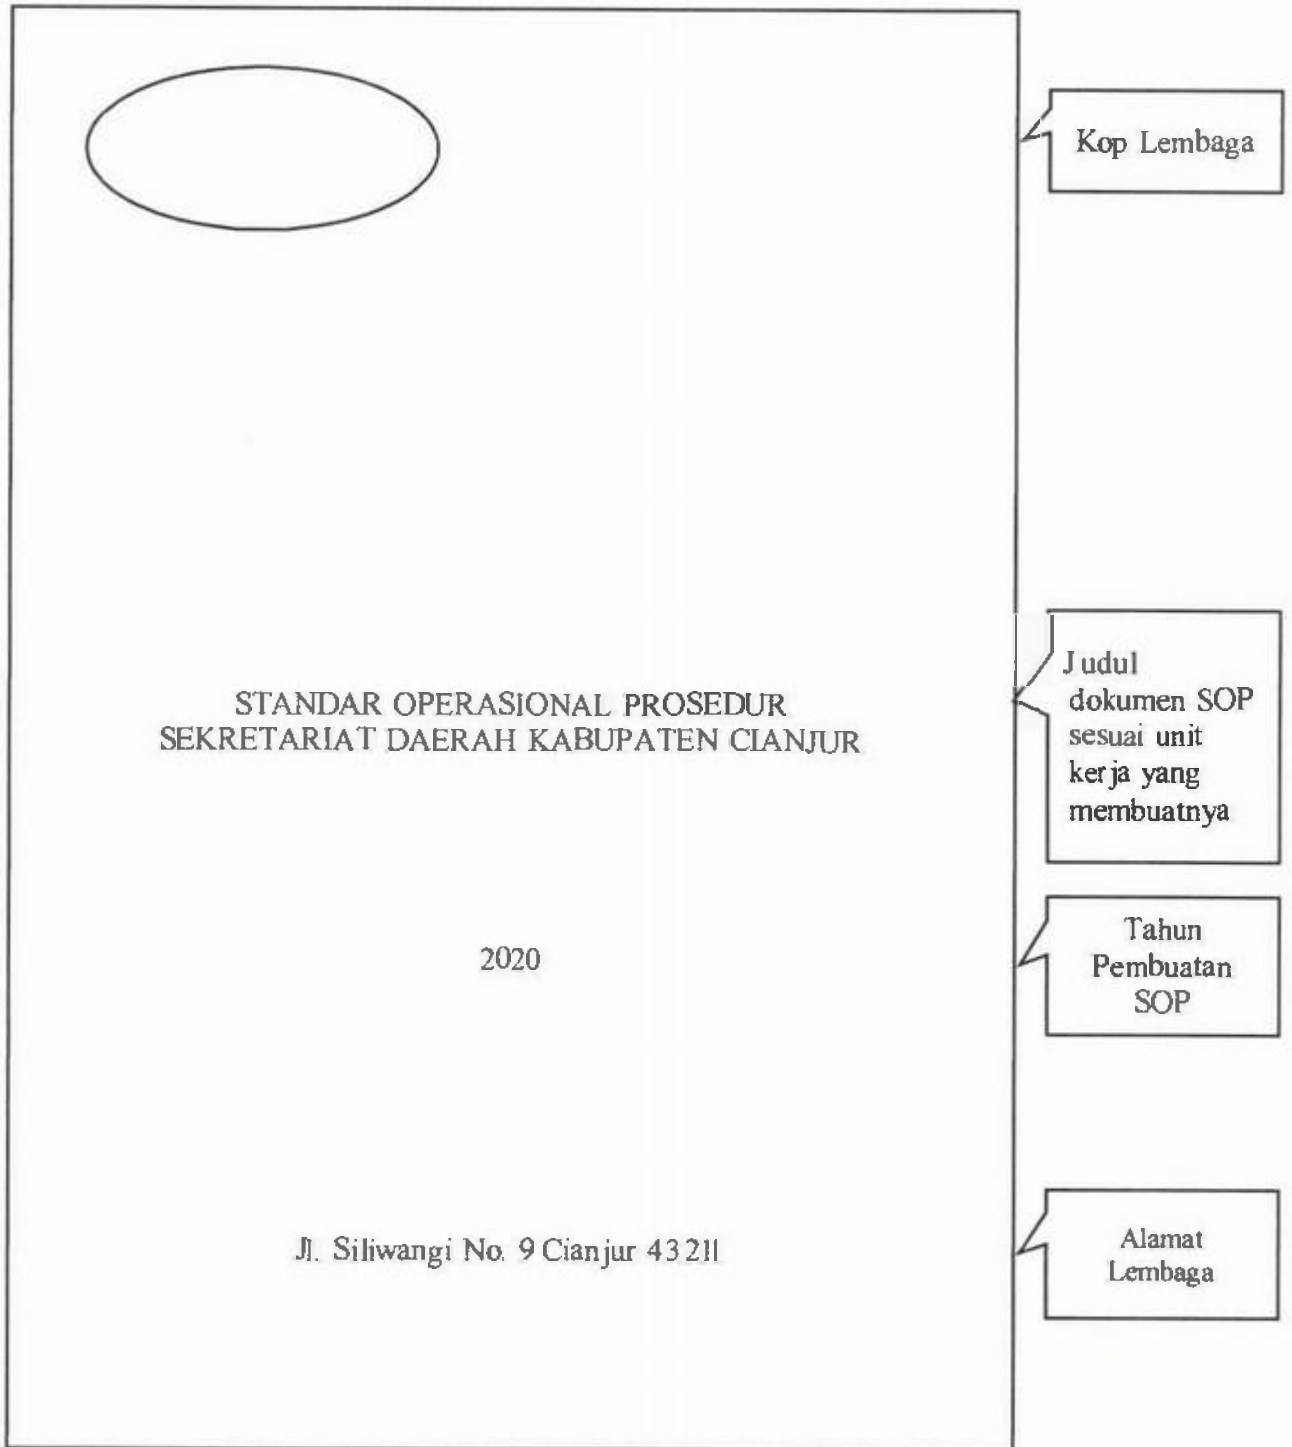 Kop Lembaga
STANDAR OPERASIONAL PROSEDUR
SEKRETARIAT DAERAH KABUPATEN CIANJUR
Judul
dokumen SOP
sesuai unit
kerja yang
membuatnya
2020
Tahun
Pembuatan
SOP
Jl. Siliwangi No. 9 Cianjur 43211
Alamat
Lembaga